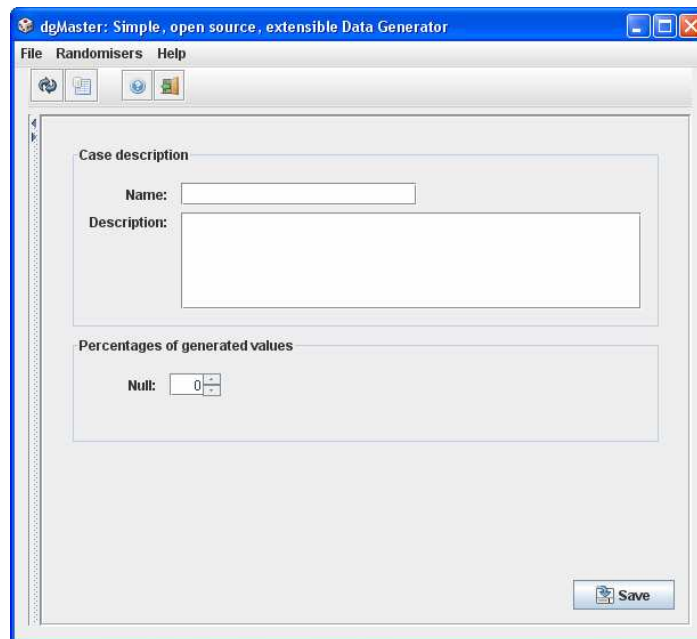 dgMaster: Simple, open source, extensible Data Generator
File Randomisers Help
Case description
Name:
Description:
Percentages of generated values
Null: 0
Save